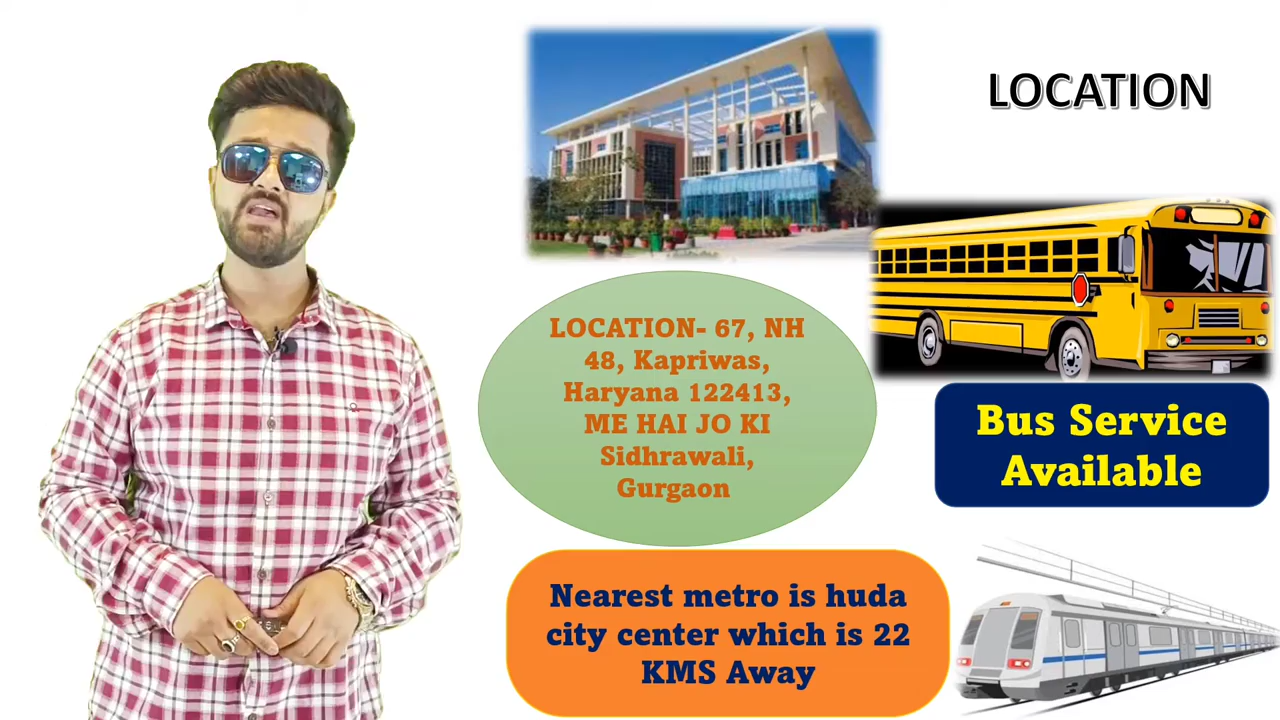 LOCATION
LOCATION- 67, NH
48, Kapriwas,
Haryana 122413,
ME HAI JO KI
Sidhrawali,
Gurgaon
Bus Service
Available
Nearest metro is huda
city center which is 22
KMS Away